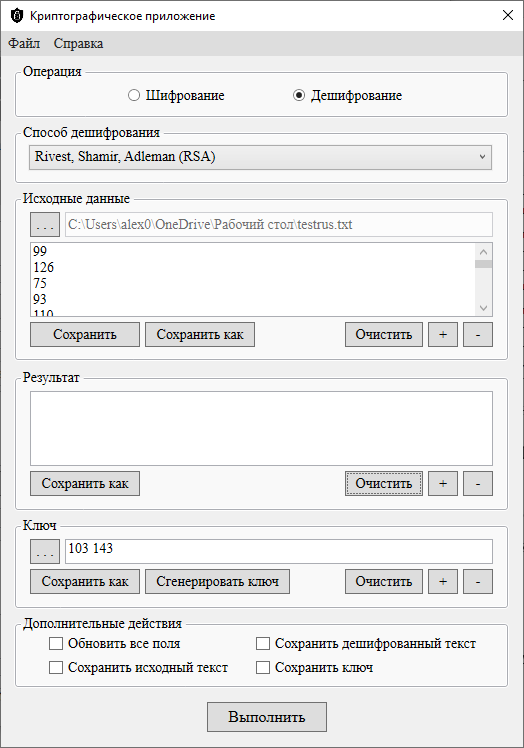 Криптографическое приложение
Файл Справка
Операция
Шифрование Дешифрование
Способ дешифрования
Rivest, Shamir, Adleman (RSA)
Исходные данные
... C:\Users\alex0\OneDrive\Рабочий стол\testrus.txt
99
126
75
93
110
Сохранить Сохранить как Очистить + -
Результат
Сохранить как Очистить + -
Ключ
... 103 143
Сохранить как Сгенерировать ключ Очистить + -
Дополнительные действия
Обновить все поля Сохранить дешифрованный текст
Сохранить исходный текст Сохранить ключ
Выполнить